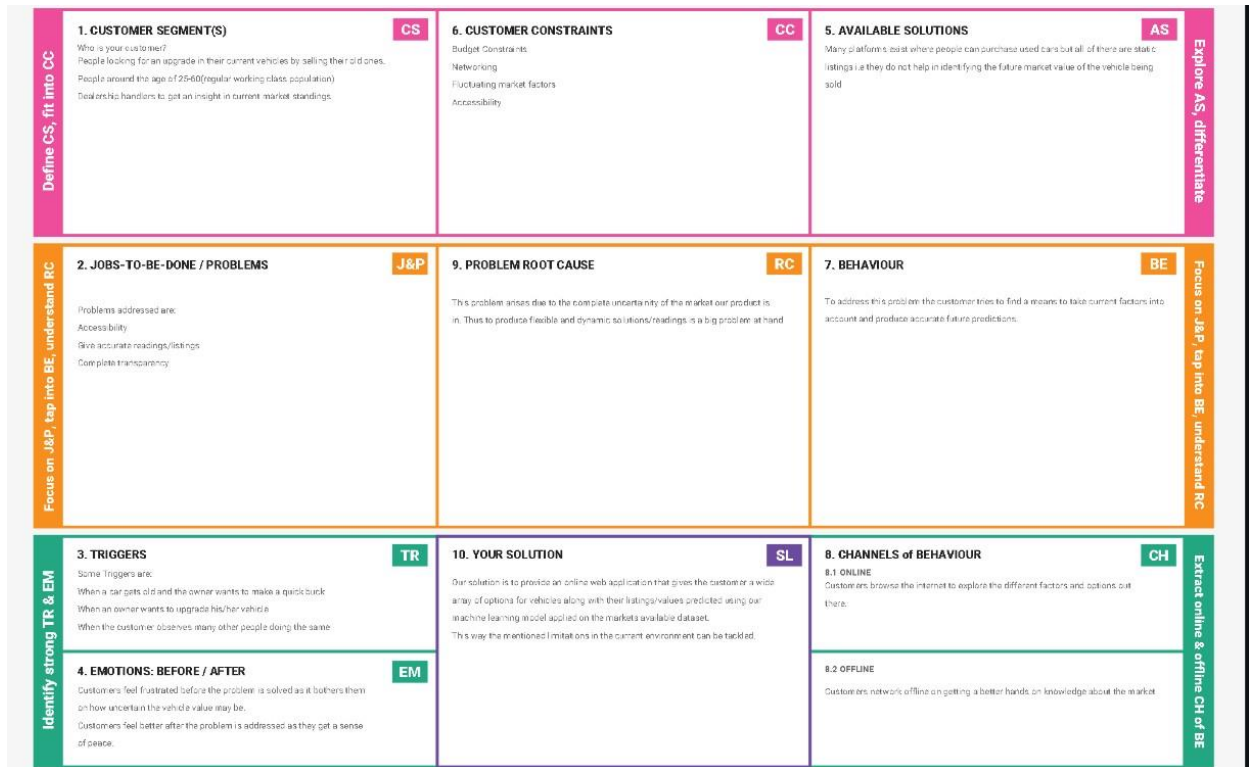 Define CS, fit into CC
1. CUSTOMER SEGMENT(S)
CS
Who is your customer?
People looking for an upgrade in their current vehicles by selling their old ones.
People around the age of 25-60(regular working class population)
Dealership handlers to get an insight in current market standings
6. CUSTOMER CONSTRAINTS
CC
Budget Constraints
Networking
Fluctuating market factors
Accessibility
5. AVAILABLE SOLUTIONS
AS
Many platforms exist where people can purchase used cars but all of there are static
listings i.e they do not help in identifying the future market value of the vehicle being
sold
Explore AS, differentiate
Focus on J&P, tap into BE, understand RC
2. JOBS-TO-BE-DONE / PROBLEMS
J&P
Problems addressed are:
Accessibility
Give accurate readings/listings
Complete transparency
9. PROBLEM ROOT CAUSE
RC
This problem arises due to the complete uncertainity of the market our product is
in. Thus to produce flexible and dynamic solutions/readings is a big problem at hand
7. BEHAVIOUR
BE
To address this problem the customer tries to find a means to take current factors into
account and produce accurate future predictions.
Focus on J&P, tap into BE, understand RC
Identify strong TR & EM
3. TRIGGERS
TR
Some Triggers are:
When a car gets old and the owner wants to make a quick buck
When an owner wants to upgrade his/her vehicle
When the customer observes many other people doing the same
4. EMOTIONS: BEFORE / AFTER
EM
Customers feel frustrated before the problem is solved as it bothers them
on how uncertain the vehicle value may be.
Customers feel better after the problem is addressed as they get a sense
of peace.
10. YOUR SOLUTION
SL
Our solution is to provide an online web application that gives the customer a wide
array of options for vehicles along with their listings/values predicted using our
machine learning model applied on the markets available dataset.
This way the mentioned limitations in the current environment can be tackled.
8. CHANNELS of BEHAVIOUR
CH
8.1 ONLINE
Customers browse the internet to explore the different factors and options out
there.
8.2 OFFLINE
Customers network offline on getting a better hands on knowledge about the market
Extract online & offline CH of BE